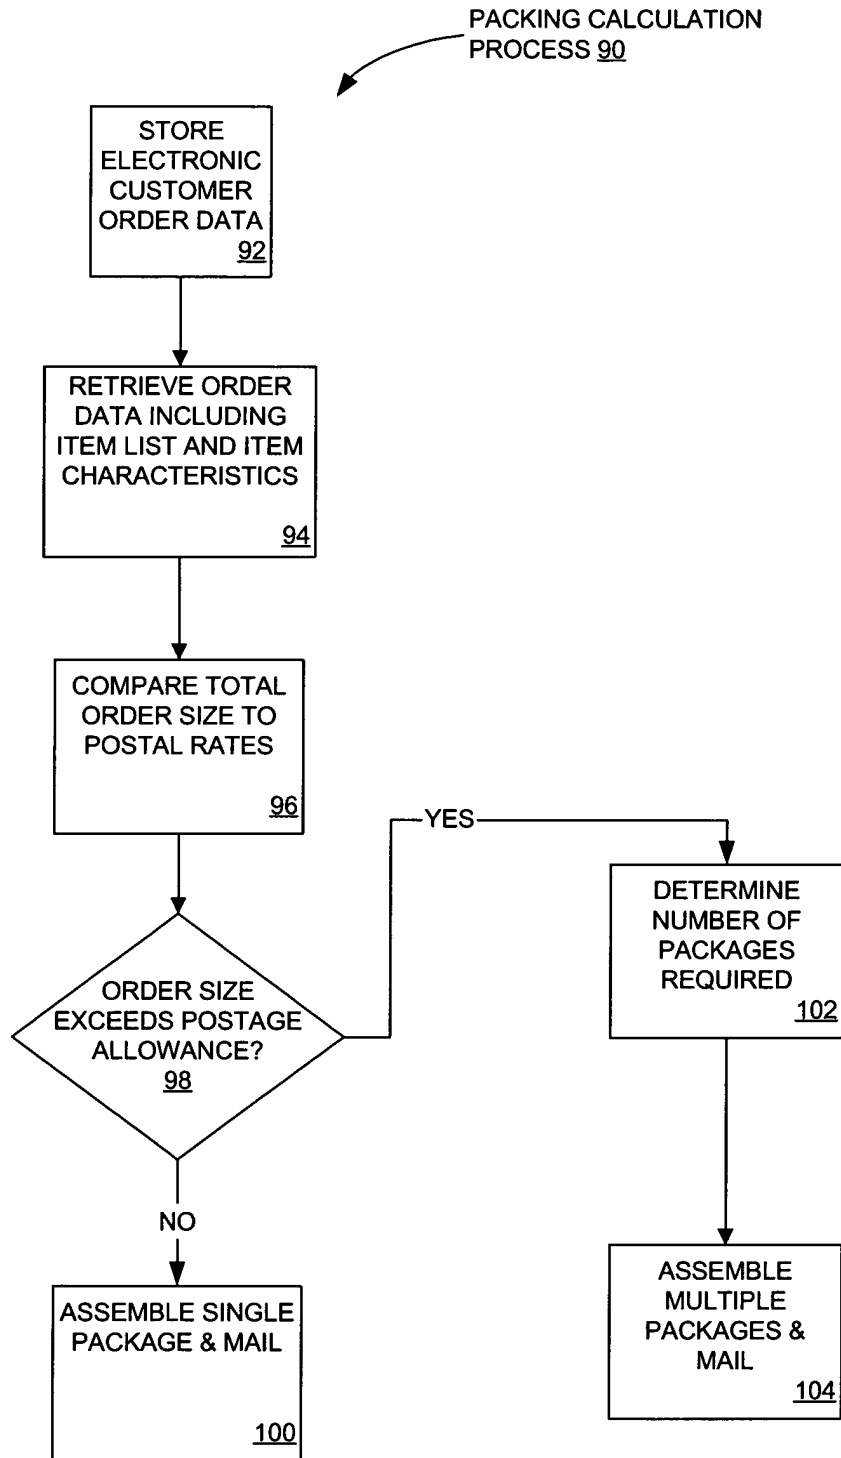 PACKING CALCULATION
PROCESS 90
STORE
ELECTRONIC
CUSTOMER
ORDER DATA
92
RETRIEVE ORDER
DATA INCLUDING
ITEM LIST AND ITEM
CHARACTERISTICS
94
COMPARE TOTAL
ORDER SIZE TO
POSTAL RATES
96
YES
ORDER SIZE
EXCEEDS POSTAGE
ALLOWANCE?
98
DETERMINE
NUMBER OF
PACKAGES
REQUIRED
102
NO
ASSEMBLE SINGLE
PACKAGE & MAIL
100
ASSEMBLE
MULTIPLE
PACKAGES &
MAIL
104